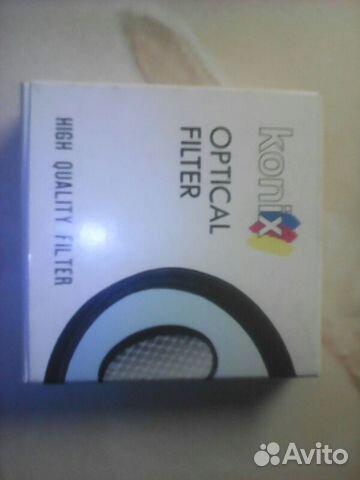 konix
OPTICAL
FILTER
HIGH QUALITY FILTER
Avito